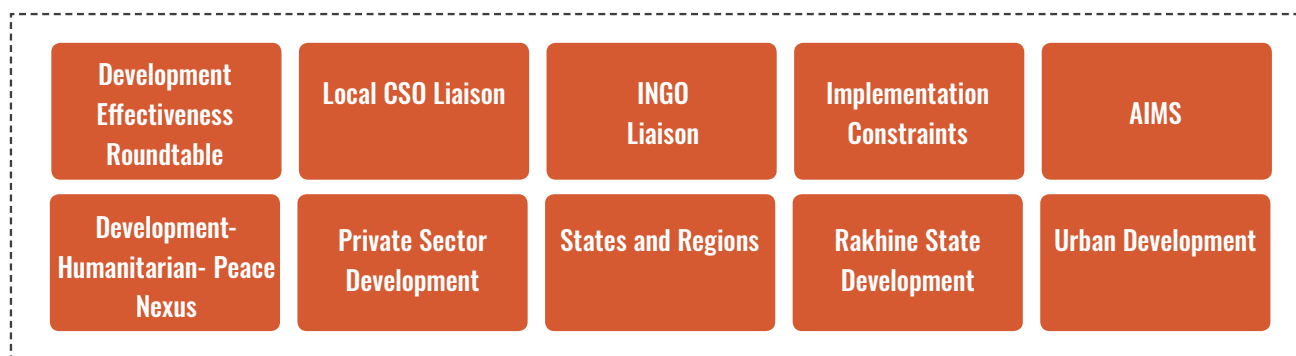 Development
Effectiveness
Roundtable
Local CSO Liaison
INGO
Liaison
Implementation
Constraints
AIMS
Development-
Humanitarian- Peace
Nexus
Private Sector
Development
States and Regions
Rakhine State
Development
Urban Development